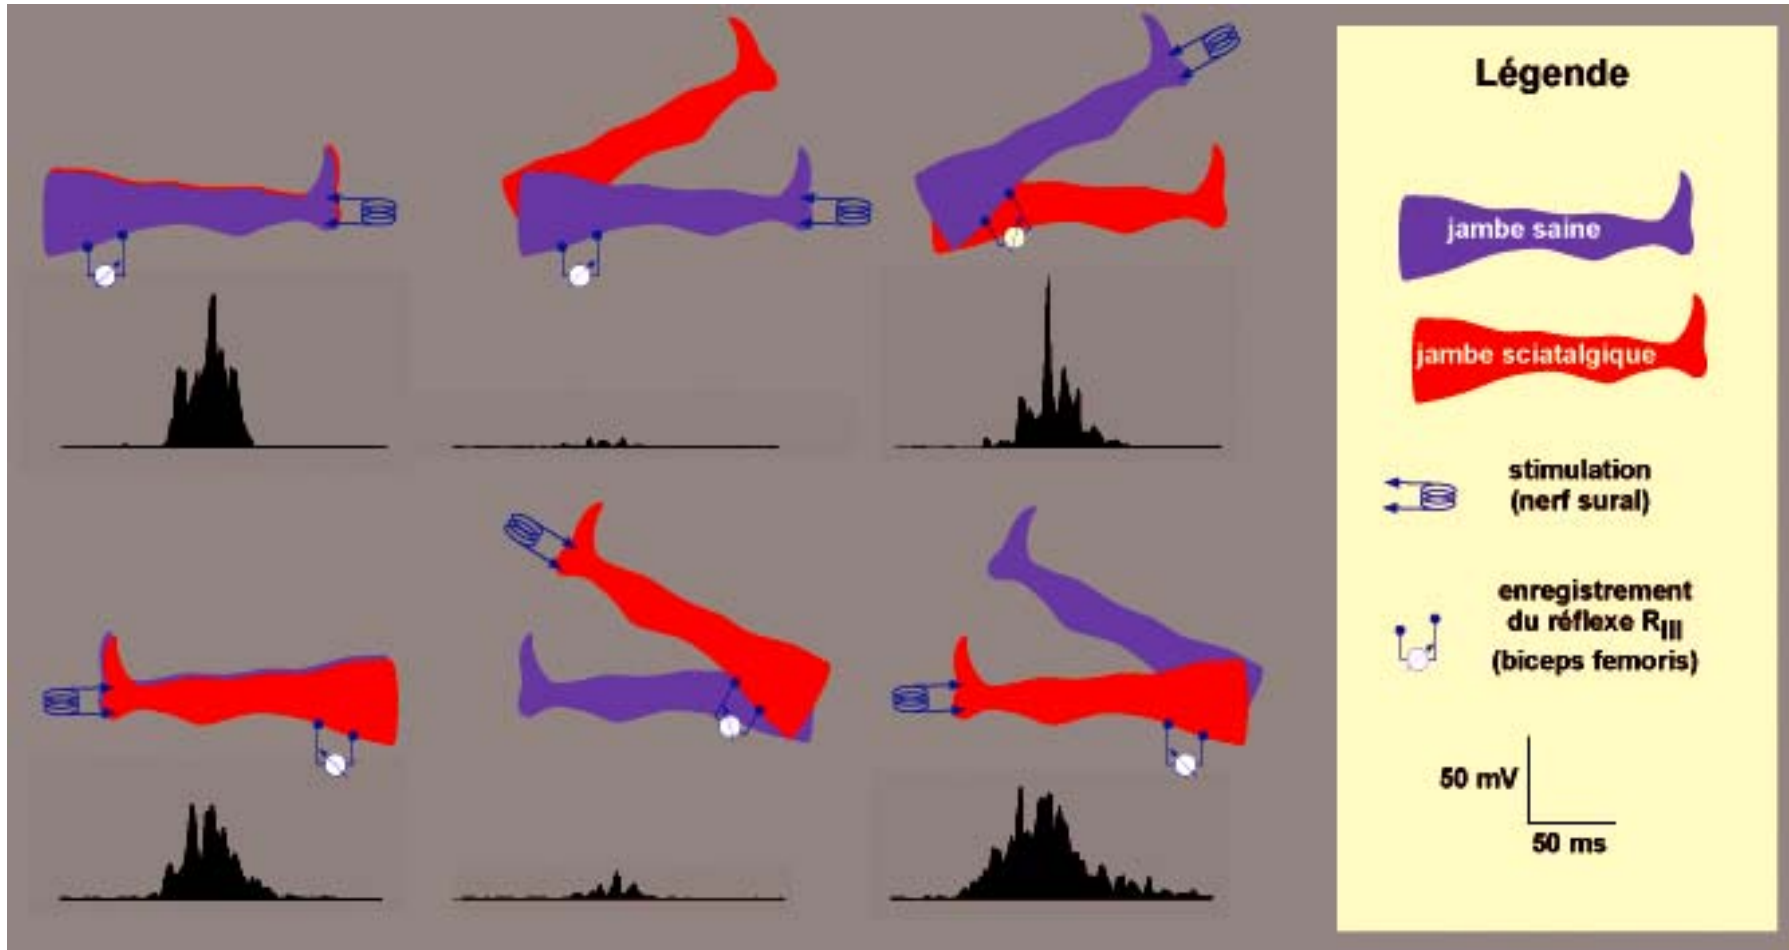 Légende
jambe saine
jambe sciatalgique
stimulation
(nerf sural)
enregistrement
du réflexe RIII
(biceps femoris)
50 mV
50 ms